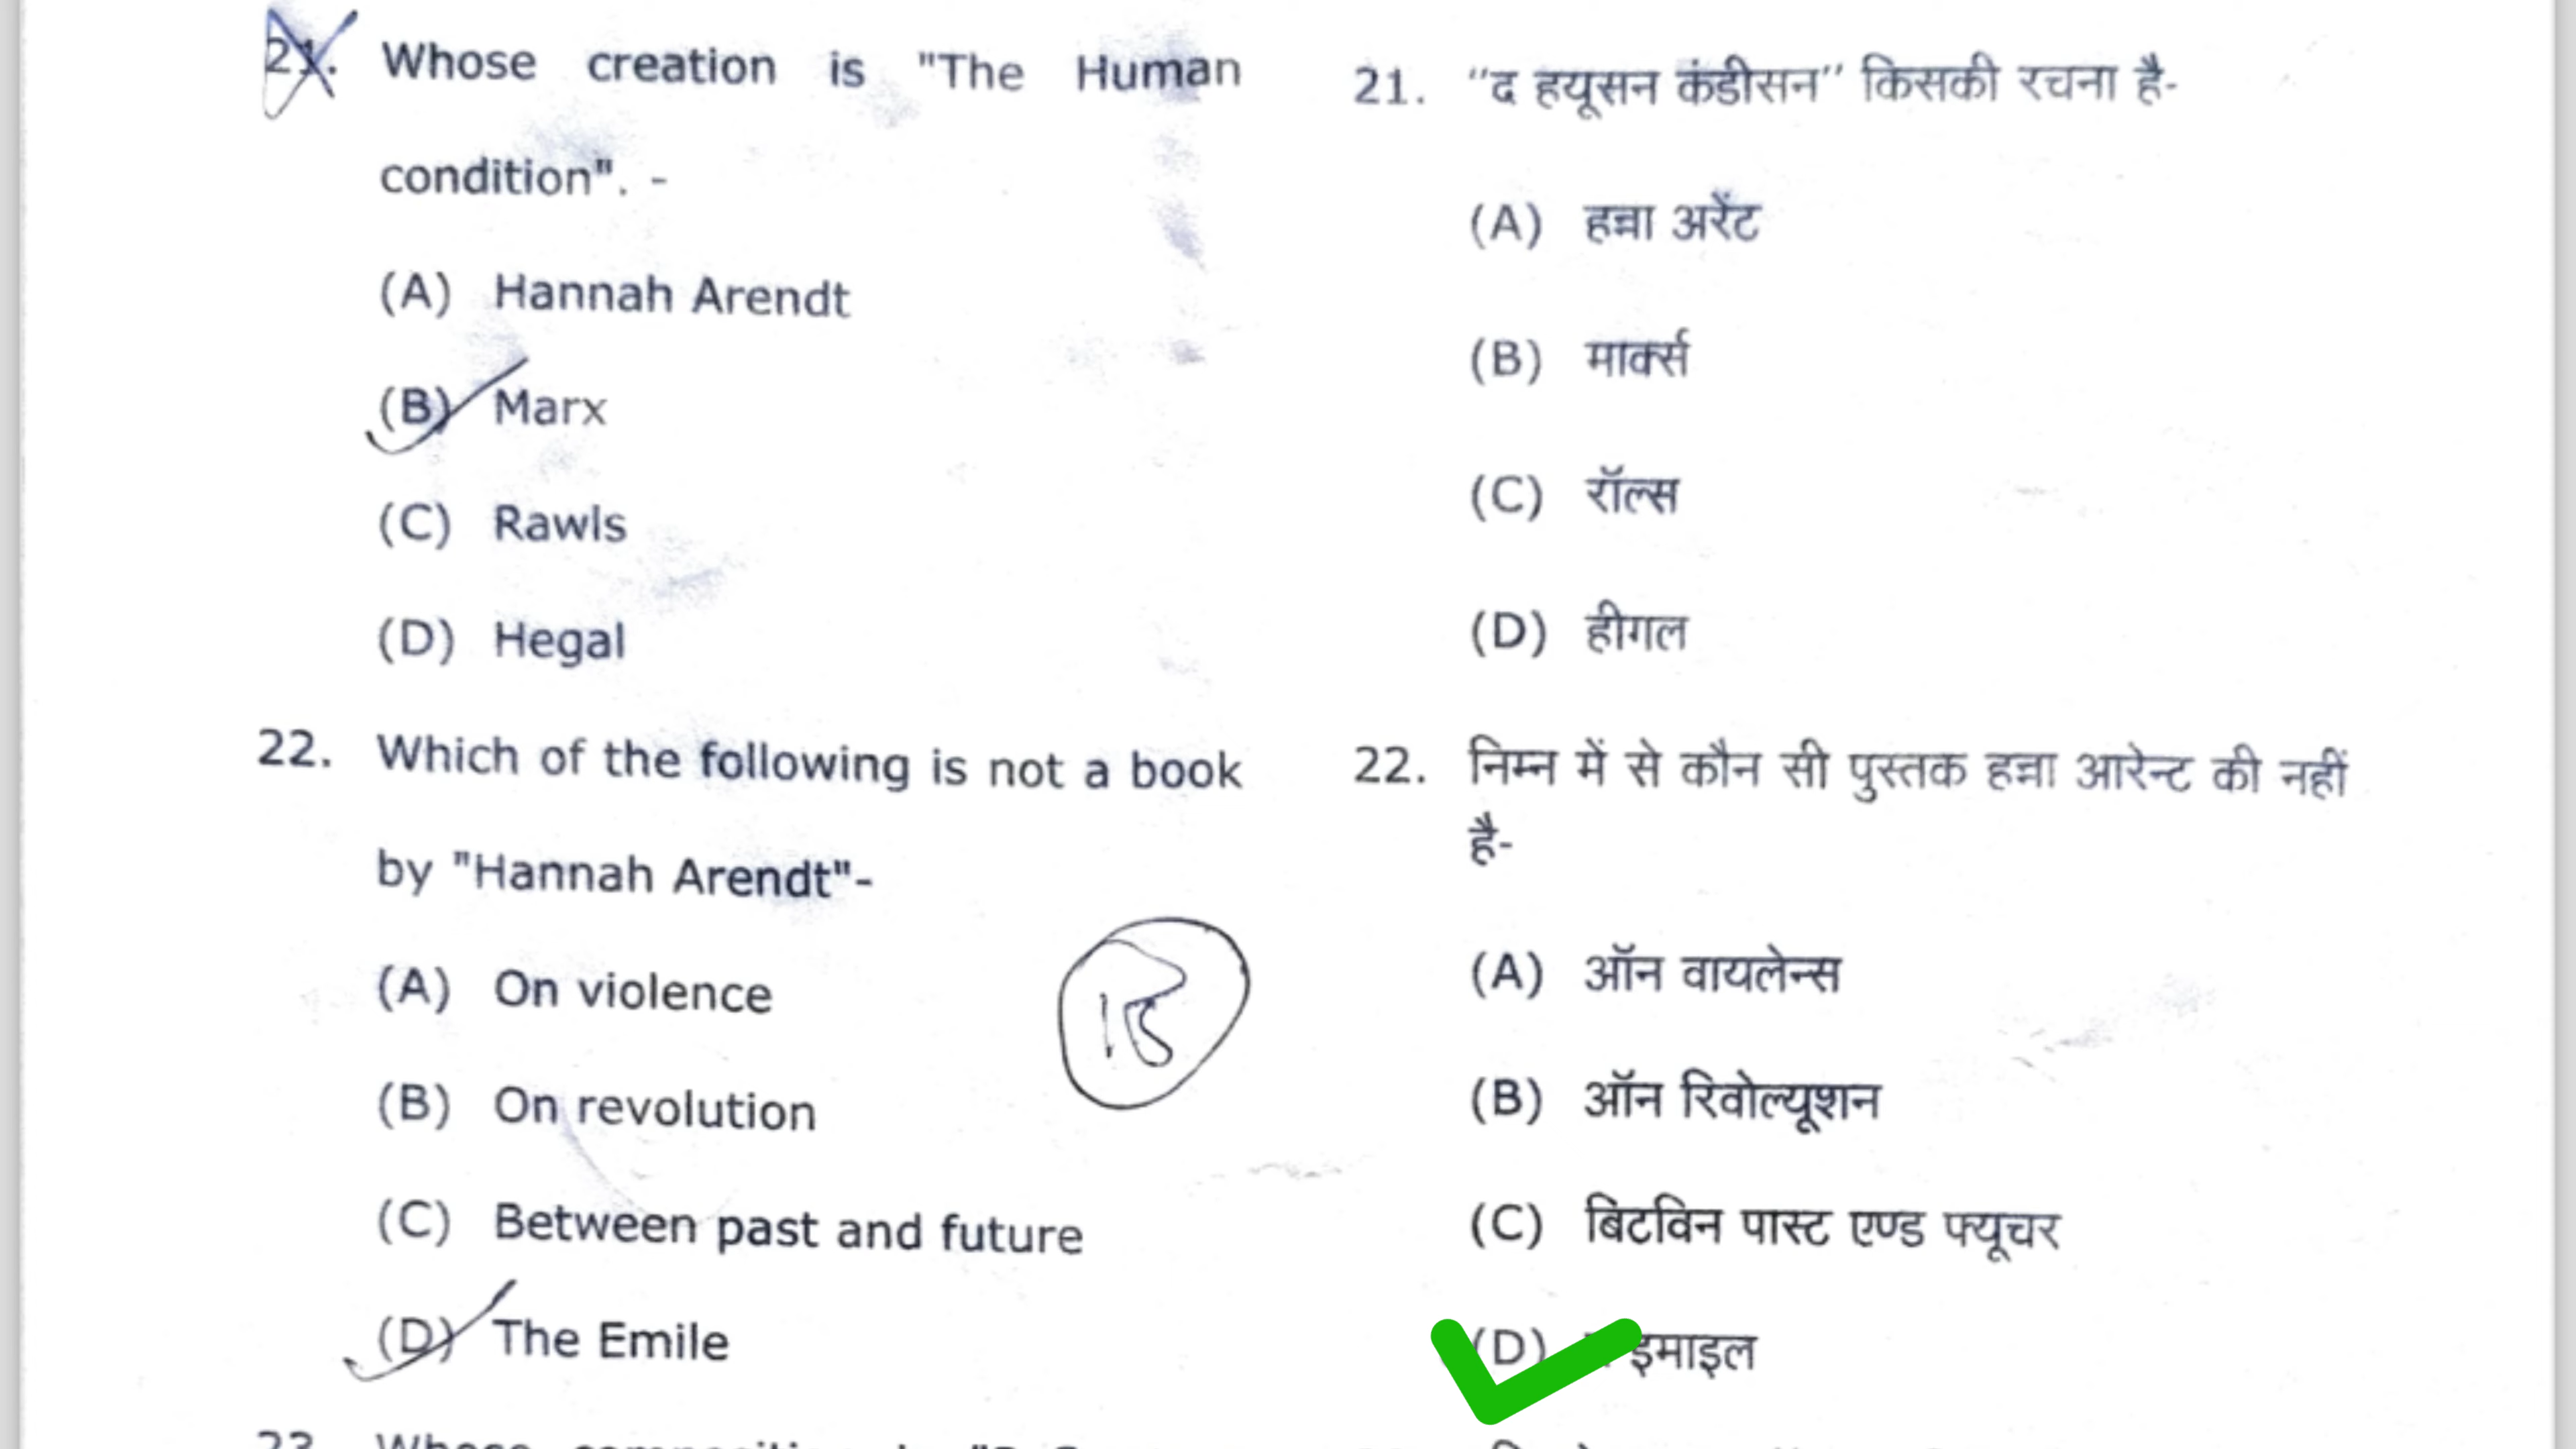 21. Whose creation is "The Human
condition". -
(A) Hannah Arendt
(B) Marx
(C) Rawls
(D) Hegal
22. Which of the following is not a book
by "Hannah Arendt"-
(A) On violence
(B) On revolution
(C) Between past and future
(D) The Emile
21. "द हयूसन कंडीसन" किसकी रचना है-
(A) हन्ना अरेंट
(B) मार्क्स
(C) रॉल्स
(D) हीगल
22. निम्न में से कौन सी पुस्तक हन्ना आरेन्ट की नहीं
है-
(A) ऑन वायलेन्स
(B) ऑन रिवोल्यूशन
(C) बिटविन पास्ट एण्ड फ्यूचर
(D) इमाइल